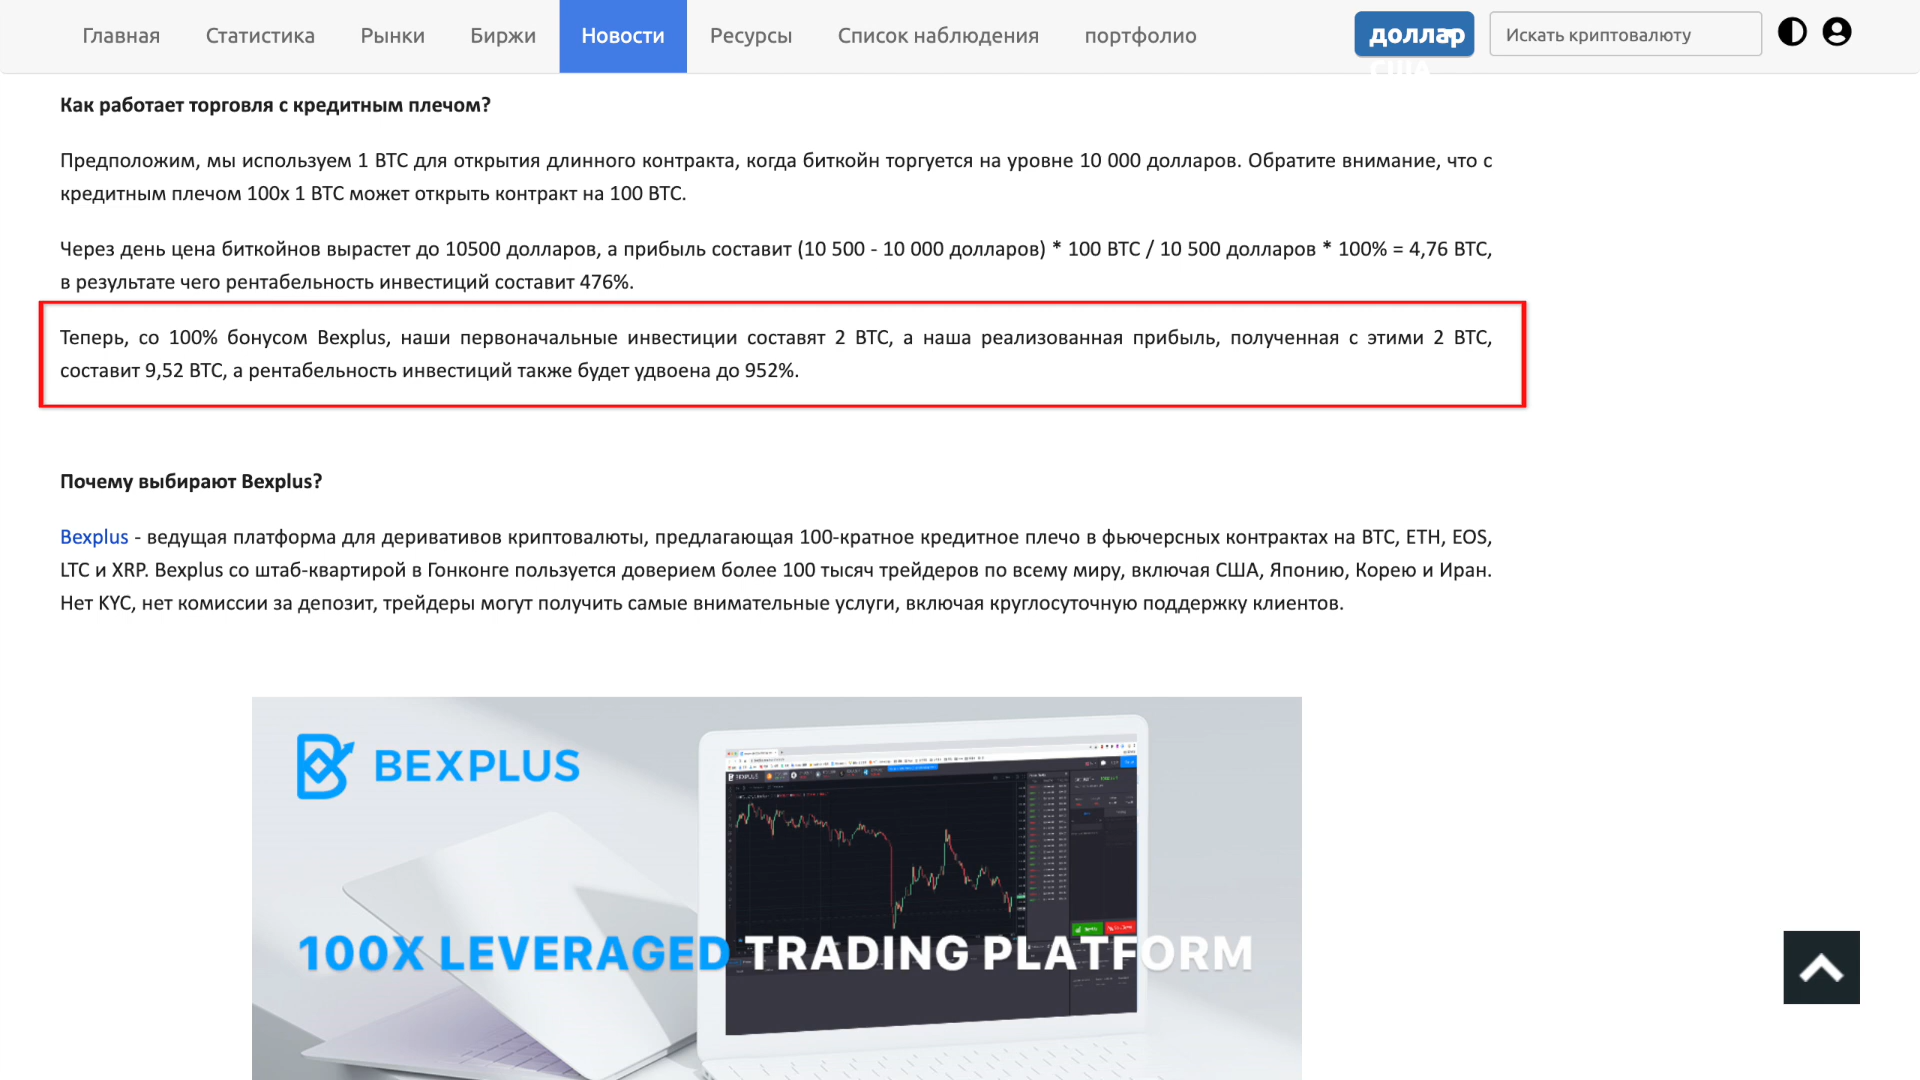 Главная Статистика Рынки Биржи Новости Ресурсы Список наблюдения портфолио доллар США Искать криптовалюту
Как работает торговля с кредитным плечом?
Предположим, мы используем 1 BTC для открытия длинного контракта, когда биткойн торгуется на уровне 10 000 долларов. Обратите внимание, что с
кредитным плечом 100x 1 BTC может открыть контракт на 100 BTC.
Через день цена биткойнов вырастет до 10500 долларов, а прибыль составит (10 500 - 10 000 долларов) * 100 BTC / 10 500 долларов * 100% = 4,76 BTC,
в результате чего рентабельность инвестиций составит 476%.
Теперь, со 100% бонусом Bexplus, наши первоначальные инвестиции составят 2 BTC, а наша реализованная прибыль, полученная с этими 2 BTC,
составит 9,52 BTC, а рентабельность инвестиций также будет удвоена до 952%.
Почему выбирают Bexplus?
Bexplus - ведущая платформа для деривативов криптовалюты, предлагающая 100-кратное кредитное плечо в фьючерсных контрактах на BTC, ETH, EOS,
LTC и XRP. Bexplus со штаб-квартирой в Гонконге пользуется доверием более 100 тысяч трейдеров по всему миру, включая США, Японию, Корею и Иран.
Нет KYC, нет комиссии за депозит, трейдеры могут получить самые внимательные услуги, включая круглосуточную поддержку клиентов.
BEXPLUS
BEXPLUS
100X LEVERAGED TRADING PLATFORM